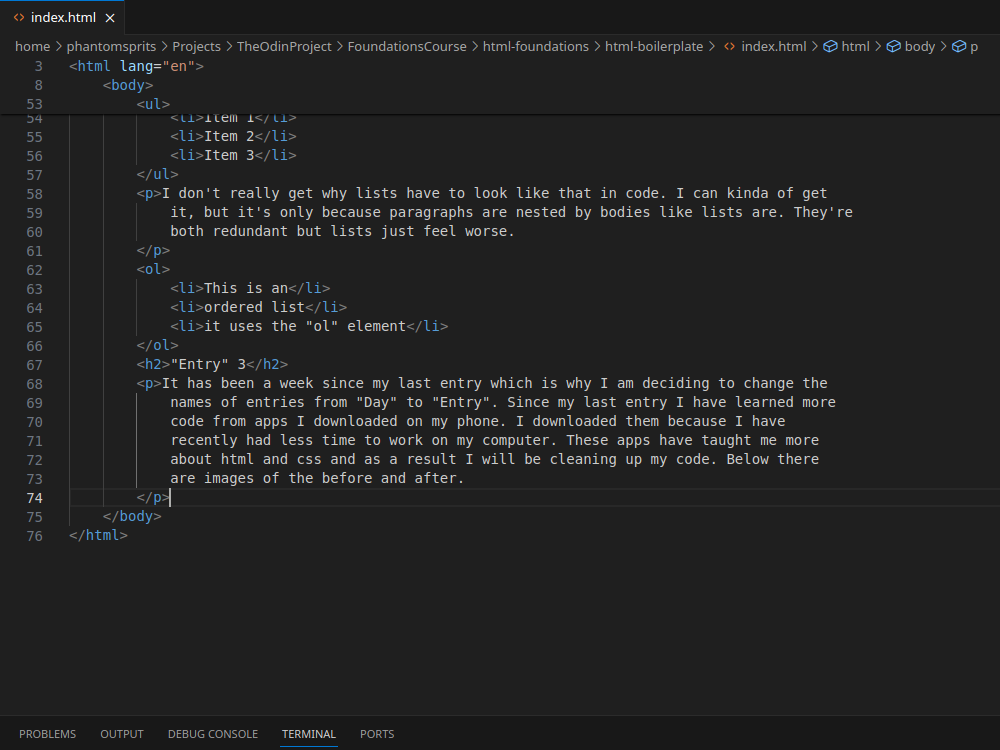 index.html
home > phantomsprits > Projects > TheOdinProject > FoundationsCourse > html-foundations > html-boilerplate > index.html > html > body > p
3 <html lang="en">
8 <body>
53 <ul>
54 <li>Item 1</li>
55 <li>Item 2</li>
56 <li>Item 3</li>
57 </ul>
58 <p>I don't really get why lists have to look like that in code. I can kinda of get
59 it, but it's only because paragraphs are nested by bodies like lists are. They're
60 both redundant but lists just feel worse.
61 </p>
62 <ol>
63 <li>This is an</li>
64 <li>ordered list</li>
65 <li>it uses the "ol" element</li>
66 </ol>
67 <h2>"Entry" 3</h2>
68 <p>It has been a week since my last entry which is why I am deciding to change the
69 names of entries from "Day" to "Entry". Since my last entry I have learned more
70 code from apps I downloaded on my phone. I downloaded them because I have
71 recently had less time to work on my computer. These apps have taught me more
72 about html and css and as a result I will be cleaning up my code. Below there
73 are images of the before and after.
74 </p>
75 </body>
76 </html>
PROBLEMS OUTPUT DEBUG CONSOLE TERMINAL PORTS